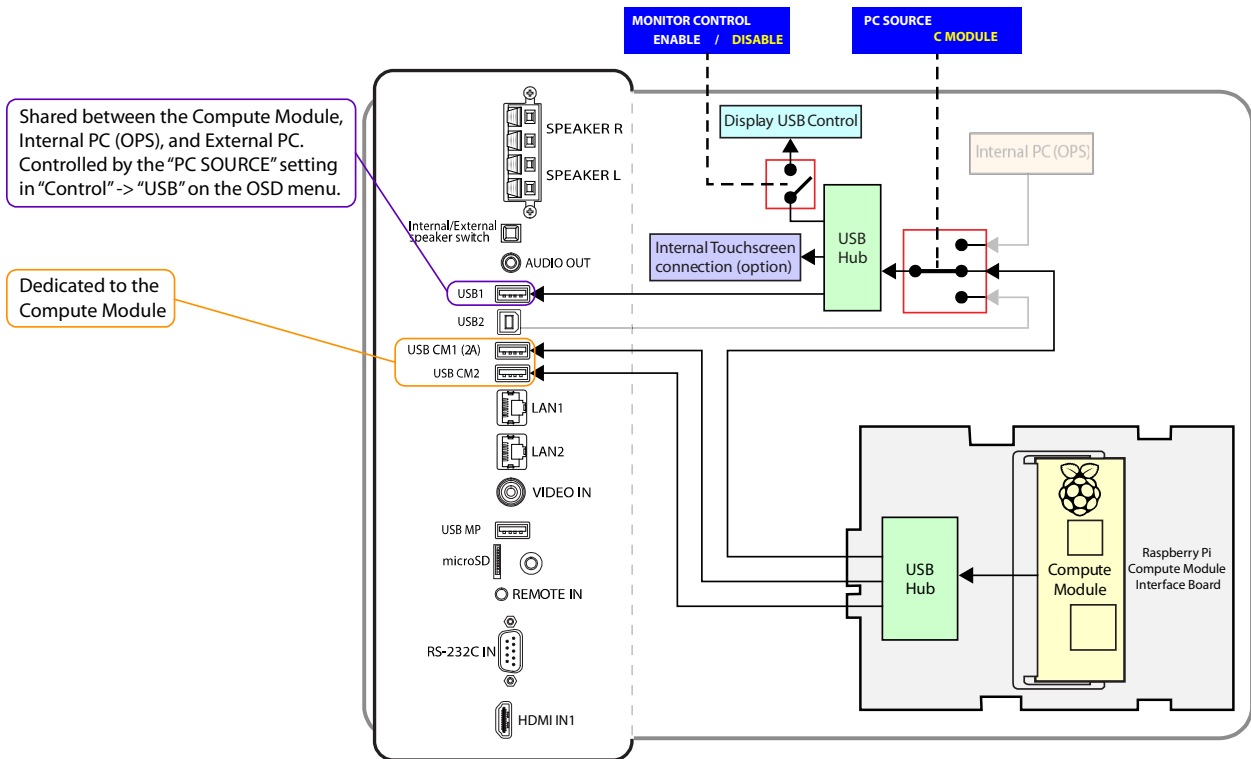 MONITOR CONTROL
ENABLE / DISABLE
PC SOURCE
C MODULE
Shared between the Compute Module,
Internal PC (OPS), and External PC.
Controlled by the “PC SOURCE” setting
in “Control” -> “USB” on the OSD menu.
Dedicated to the
Compute Module
SPEAKER R
SPEAKER L
Internal/External
speaker switch
AUDIO OUT
USB1
USB2
USB CM1 (2A)
USB CM2
LAN1
LAN2
VIDEO IN
USB MP
microSD
REMOTE IN
RS-232C IN
HDMI IN1
Display USB Control
Internal PC (OPS)
USB
Hub
Internal Touchscreen
connection (option)
USB
Hub
Compute
Module
Raspberry Pi
Compute Module
Interface Board